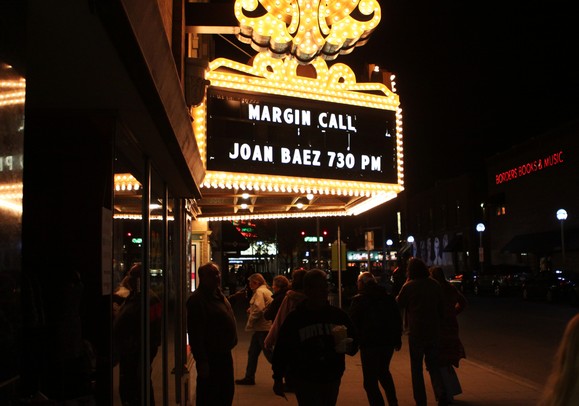 MARGIN CALL
JOAN BAEZ 730 PM
BORDERS BOOKS & MUSIC